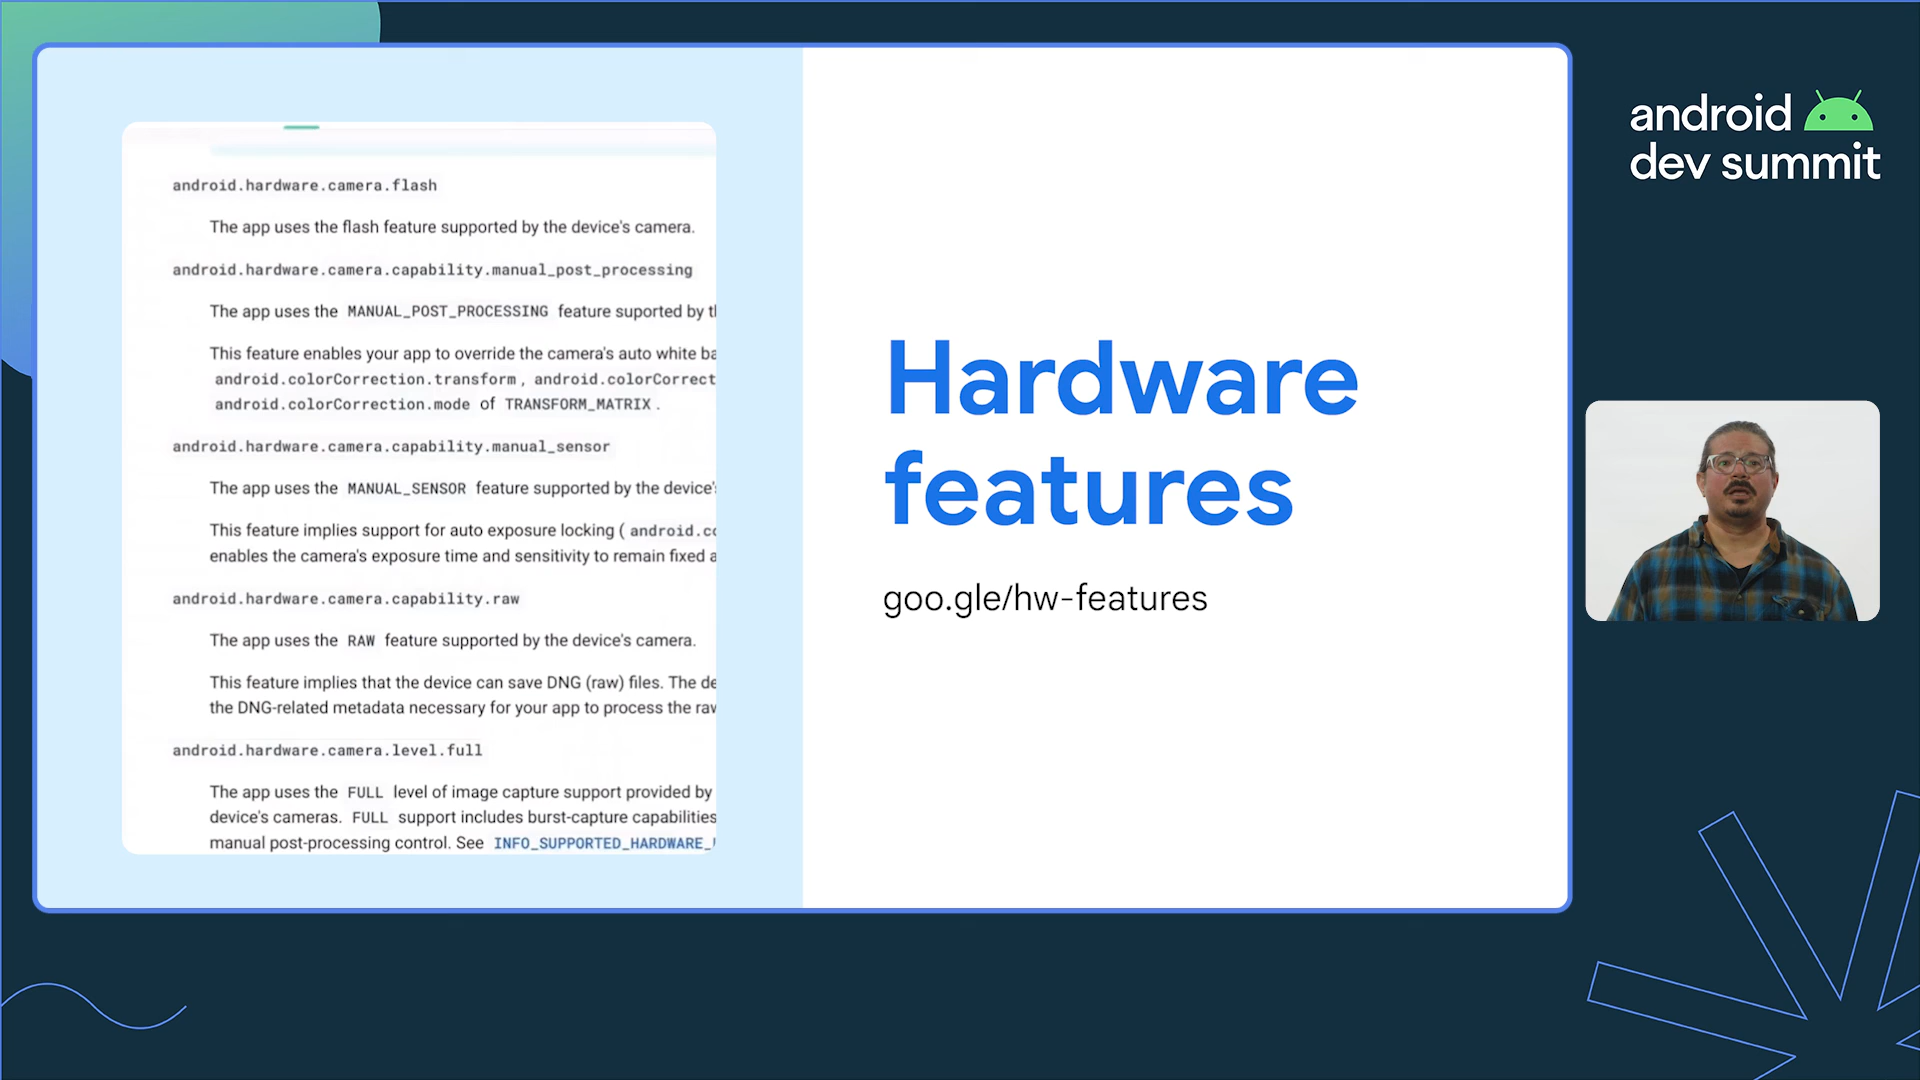 android.hardware.camera.flash
The app uses the flash feature supported by the device's camera.
android.hardware.camera.capability.manual_post_processing
The app uses the MANUAL_POST_PROCESSING feature suported by t
This feature enables your app to override the camera's auto white ba
android.colorCorrection.transform, android.colorCorrect
android.colorCorrection.mode of TRANSFORM_MATRIX.
android.hardware.camera.capability.manual_sensor
The app uses the MANUAL_SENSOR feature supported by the device's
This feature implies support for auto exposure locking ( android.co
enables the camera's exposure time and sensitivity to remain fixed a
android.hardware.camera.capability.raw
The app uses the RAW feature supported by the device's camera.
This feature implies that the device can save DNG (raw) files. The de
the DNG-related metadata necessary for your app to process the raw
android.hardware.camera.level.full
The app uses the FULL level of image capture support provided by
device's cameras. FULL support includes burst-capture capabilities
manual post-processing control. See INFO_SUPPORTED_HARDWARE_
Hardware
features
goo.gle/hw-features
android
dev summit